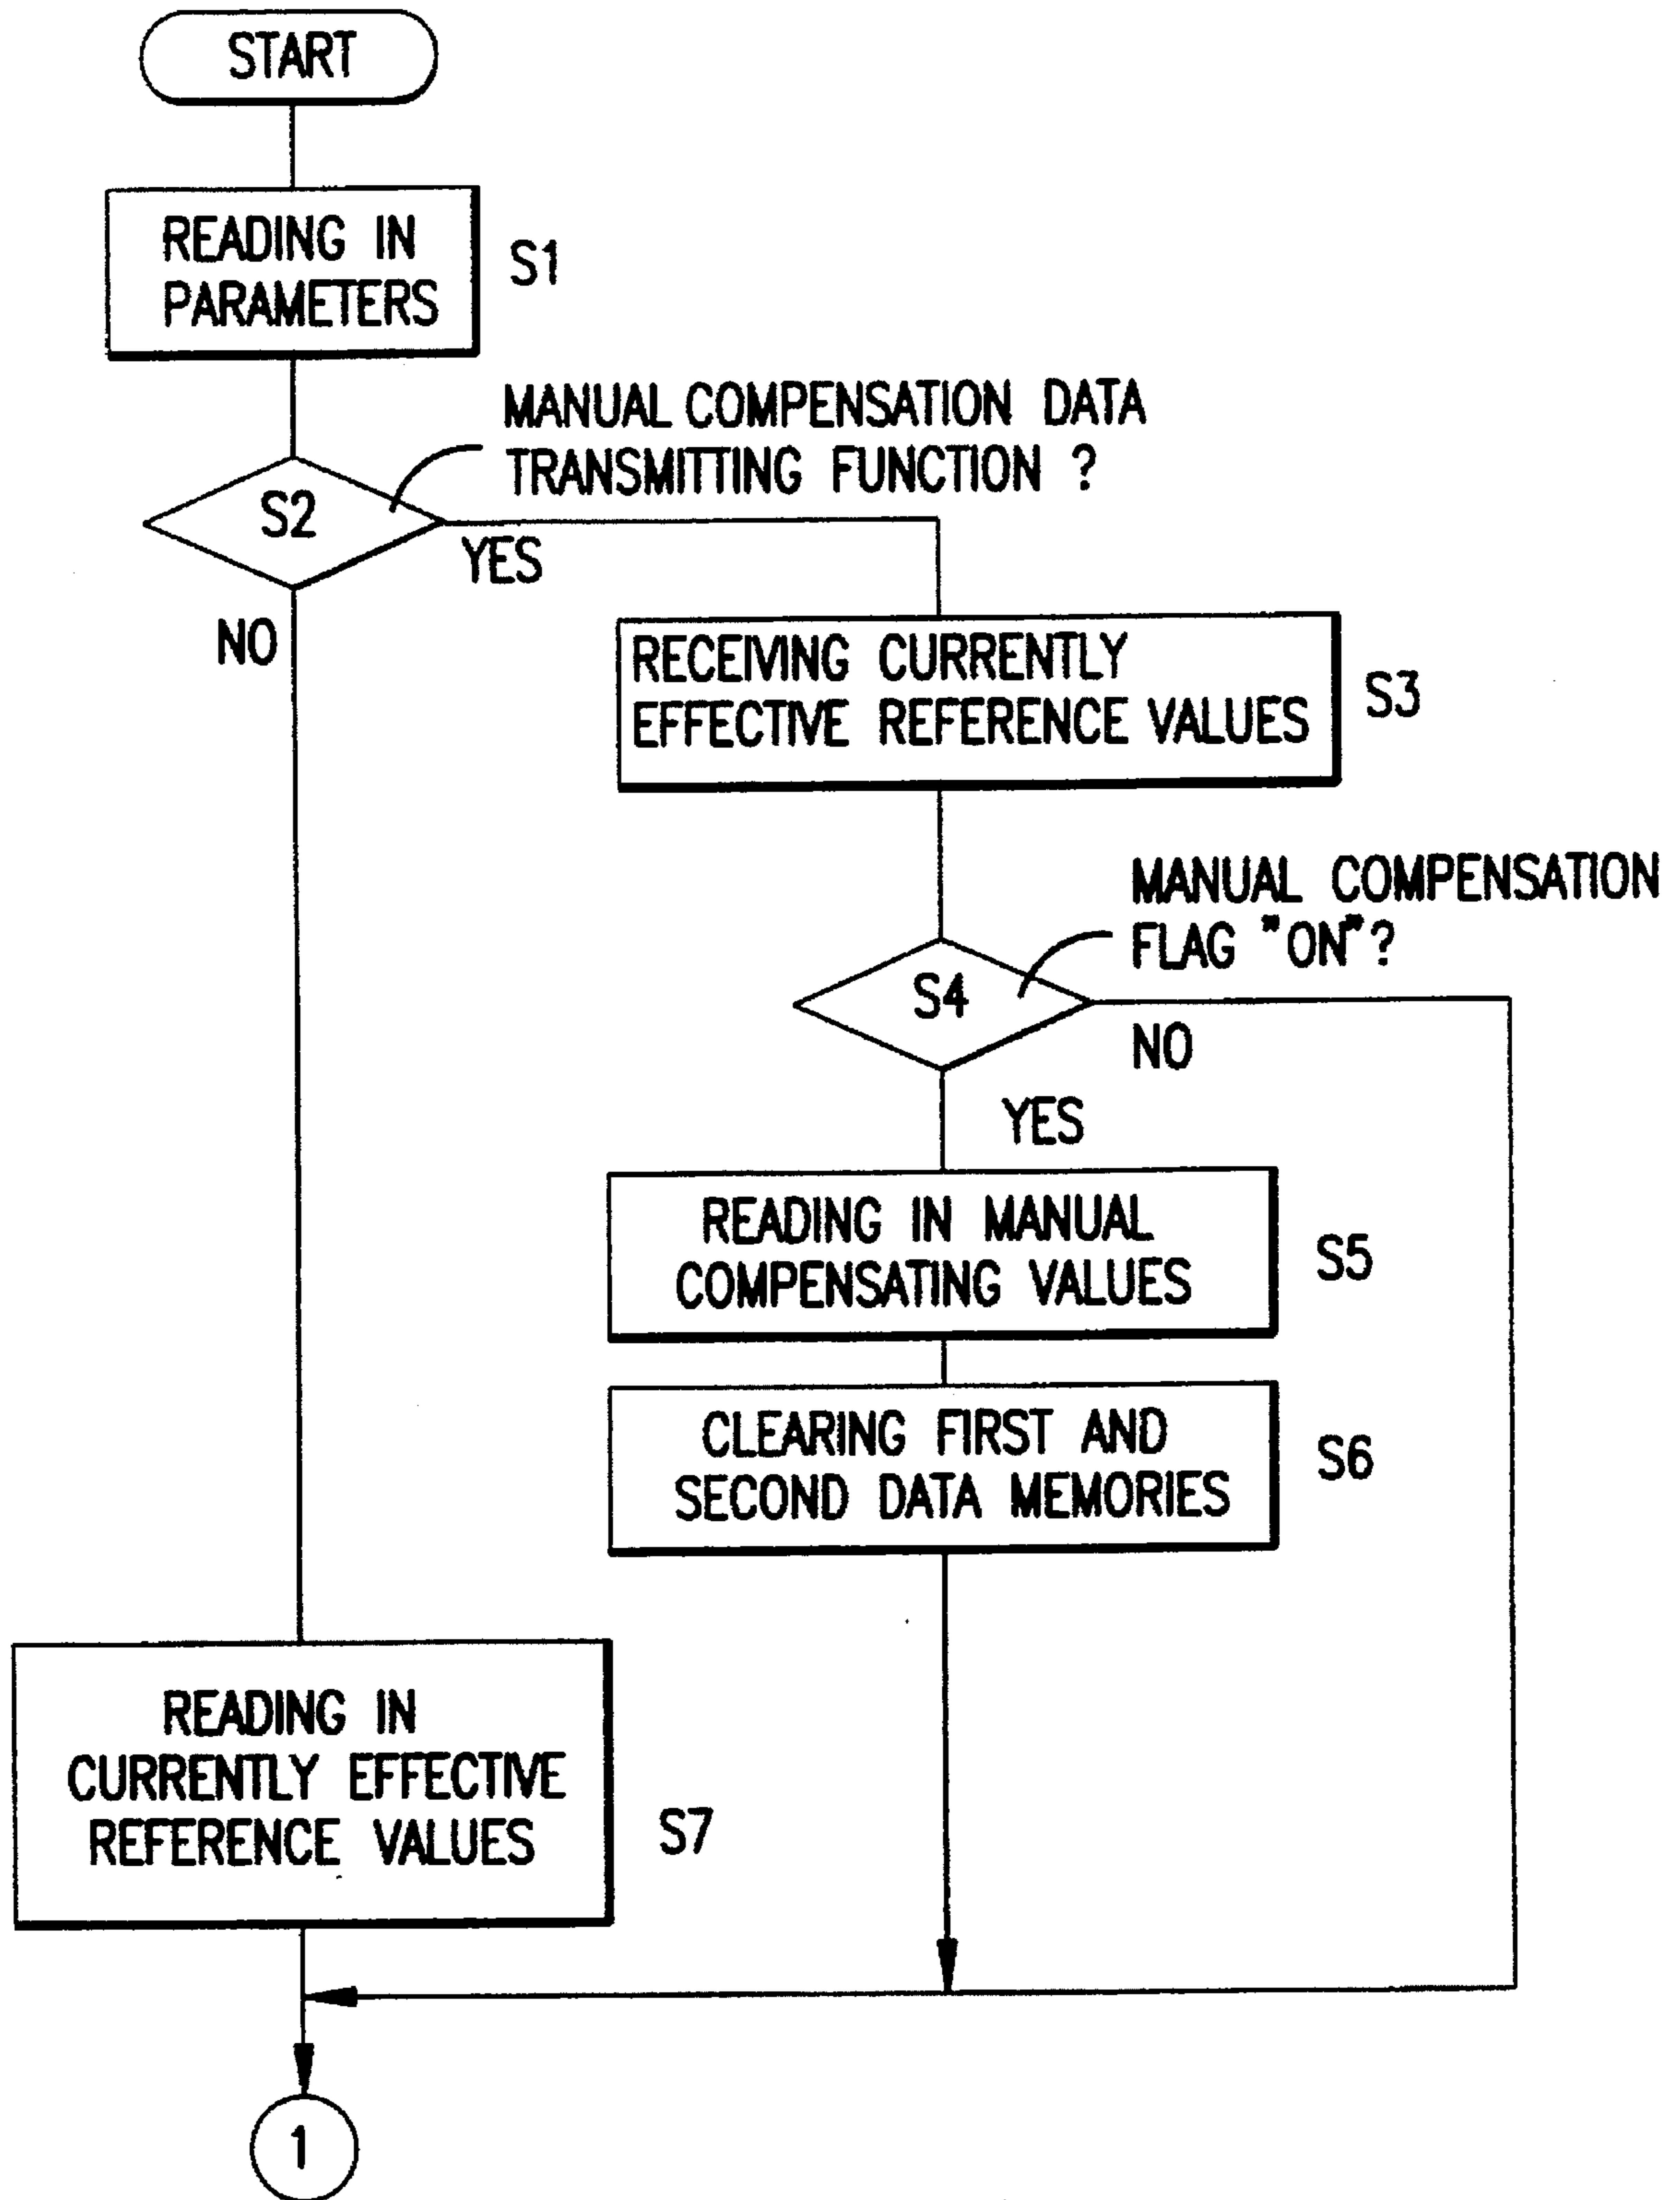 START
READING IN
PARAMETERS
S1
MANUAL COMPENSATION DATA
TRANSMITTING FUNCTION ?
S2
YES
NO
RECEIVING CURRENTLY
EFFECTIVE REFERENCE VALUES
S3
MANUAL COMPENSATION
FLAG "ON"?
S4
NO
YES
READING IN MANUAL
COMPENSATING VALUES
S5
CLEARING FIRST AND
SECOND DATA MEMORIES
S6
READING IN
CURRENTLY EFFECTIVE
REFERENCE VALUES
S7
1